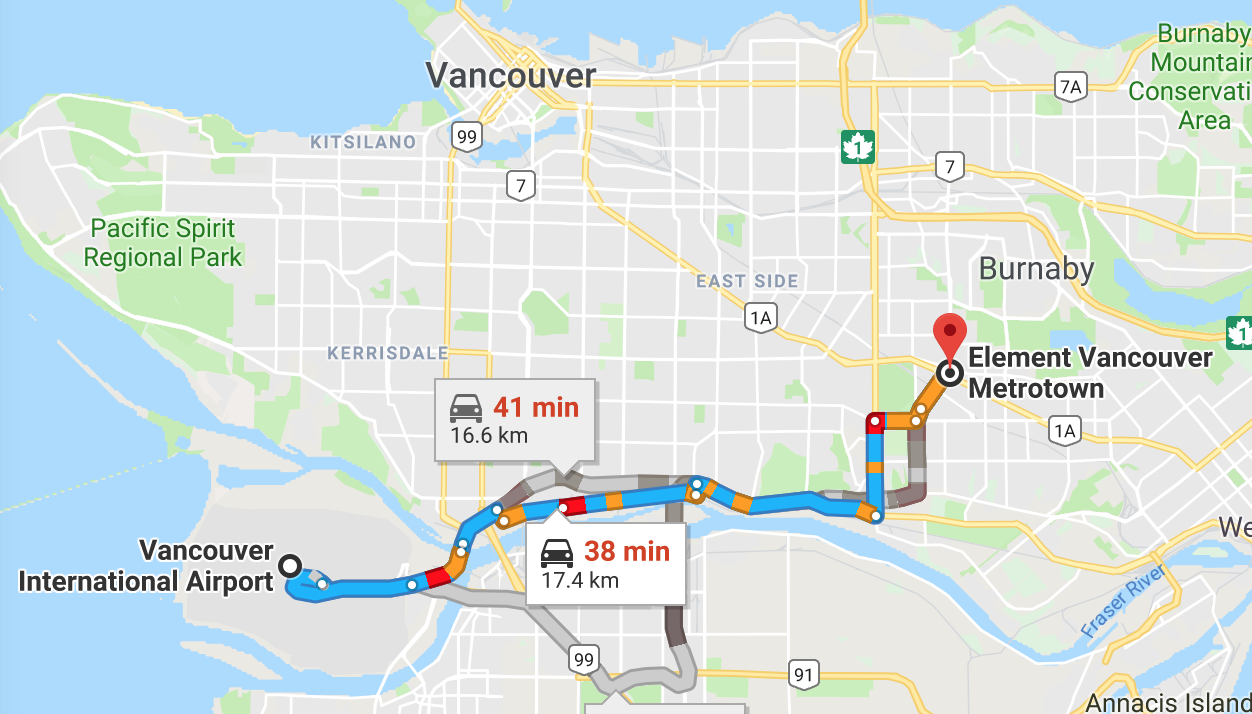 Burnaby
Mountain
Conservati
Area
Vancouver
7A
99
KITSILANO
1
7
7
Pacific Spirit
Regional Park
Burnaby
EAST SIDE
1A
1
KERRISDALE
Element Vancouver
Metrotown
41 min
16.6 km
1A
We
Vancouver
International Airport
38 min
17.4 km
Fraser River
99
91
Annacis Island